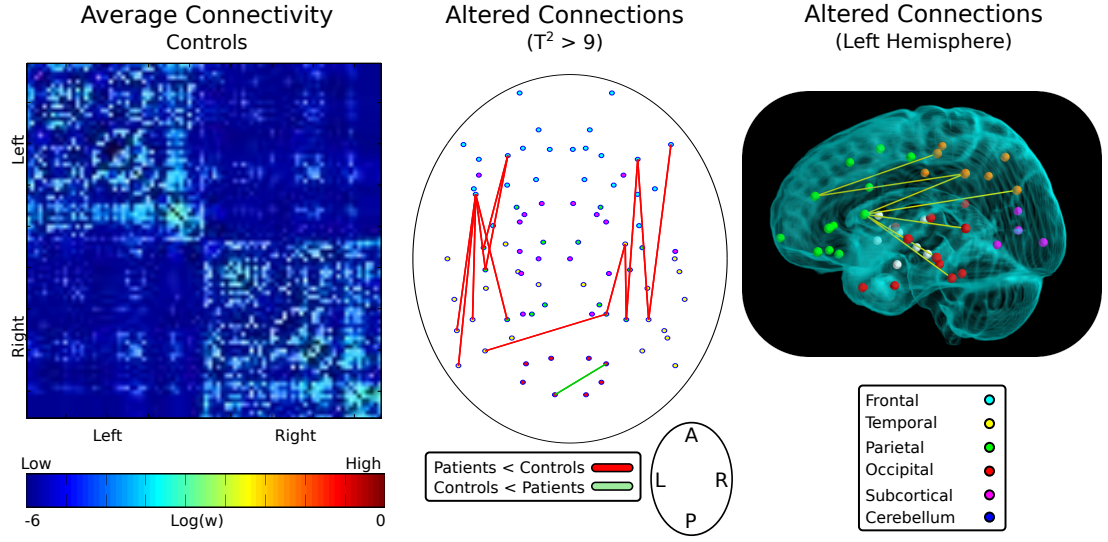 Average Connectivity
Controls
Left
Right
Left
Right
Low
High
-6
Log(w)
0
Altered Connections
(T² > 9)
Patients < Controls
Controls < Patients
A
L
R
P
Altered Connections
(Left Hemisphere)
Frontal
Temporal
Parietal
Occipital
Subcortical
Cerebellum